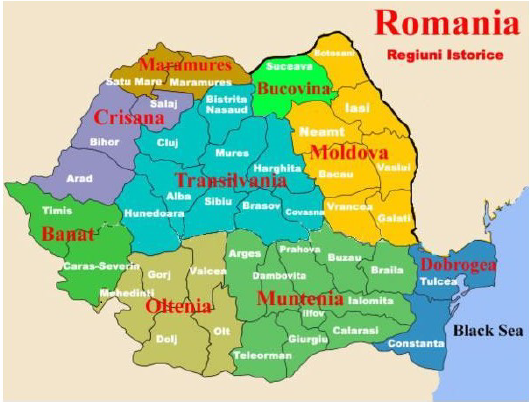 Romania
Regiuni Istorice
Botosani
Maramures
Suceava
Satu Mare
Maramures
Bucovina
Salaj
Bistrita
Nasaud
Iasi
Crisana
Neamt
Cluj
Bihor
Mures
Moldova
Harghita
Vaslui
Bacau
Arad
Transilvania
Alba
Sibiu
Brasov
Covasna
Vrancea
Galati
Timis
Hunedoara
Banat
Caras-Severin
Arges
Prahova
Buzau
Braila
Dobrogea
Tulcea
Gorj
Valcea
Dambovita
Mehedinti
Oltenia
Muntenia
Ialomita
Ilfov
Dolj
Olt
Giurgiu
Calarasi
Teleorman
Constanta
Black Sea